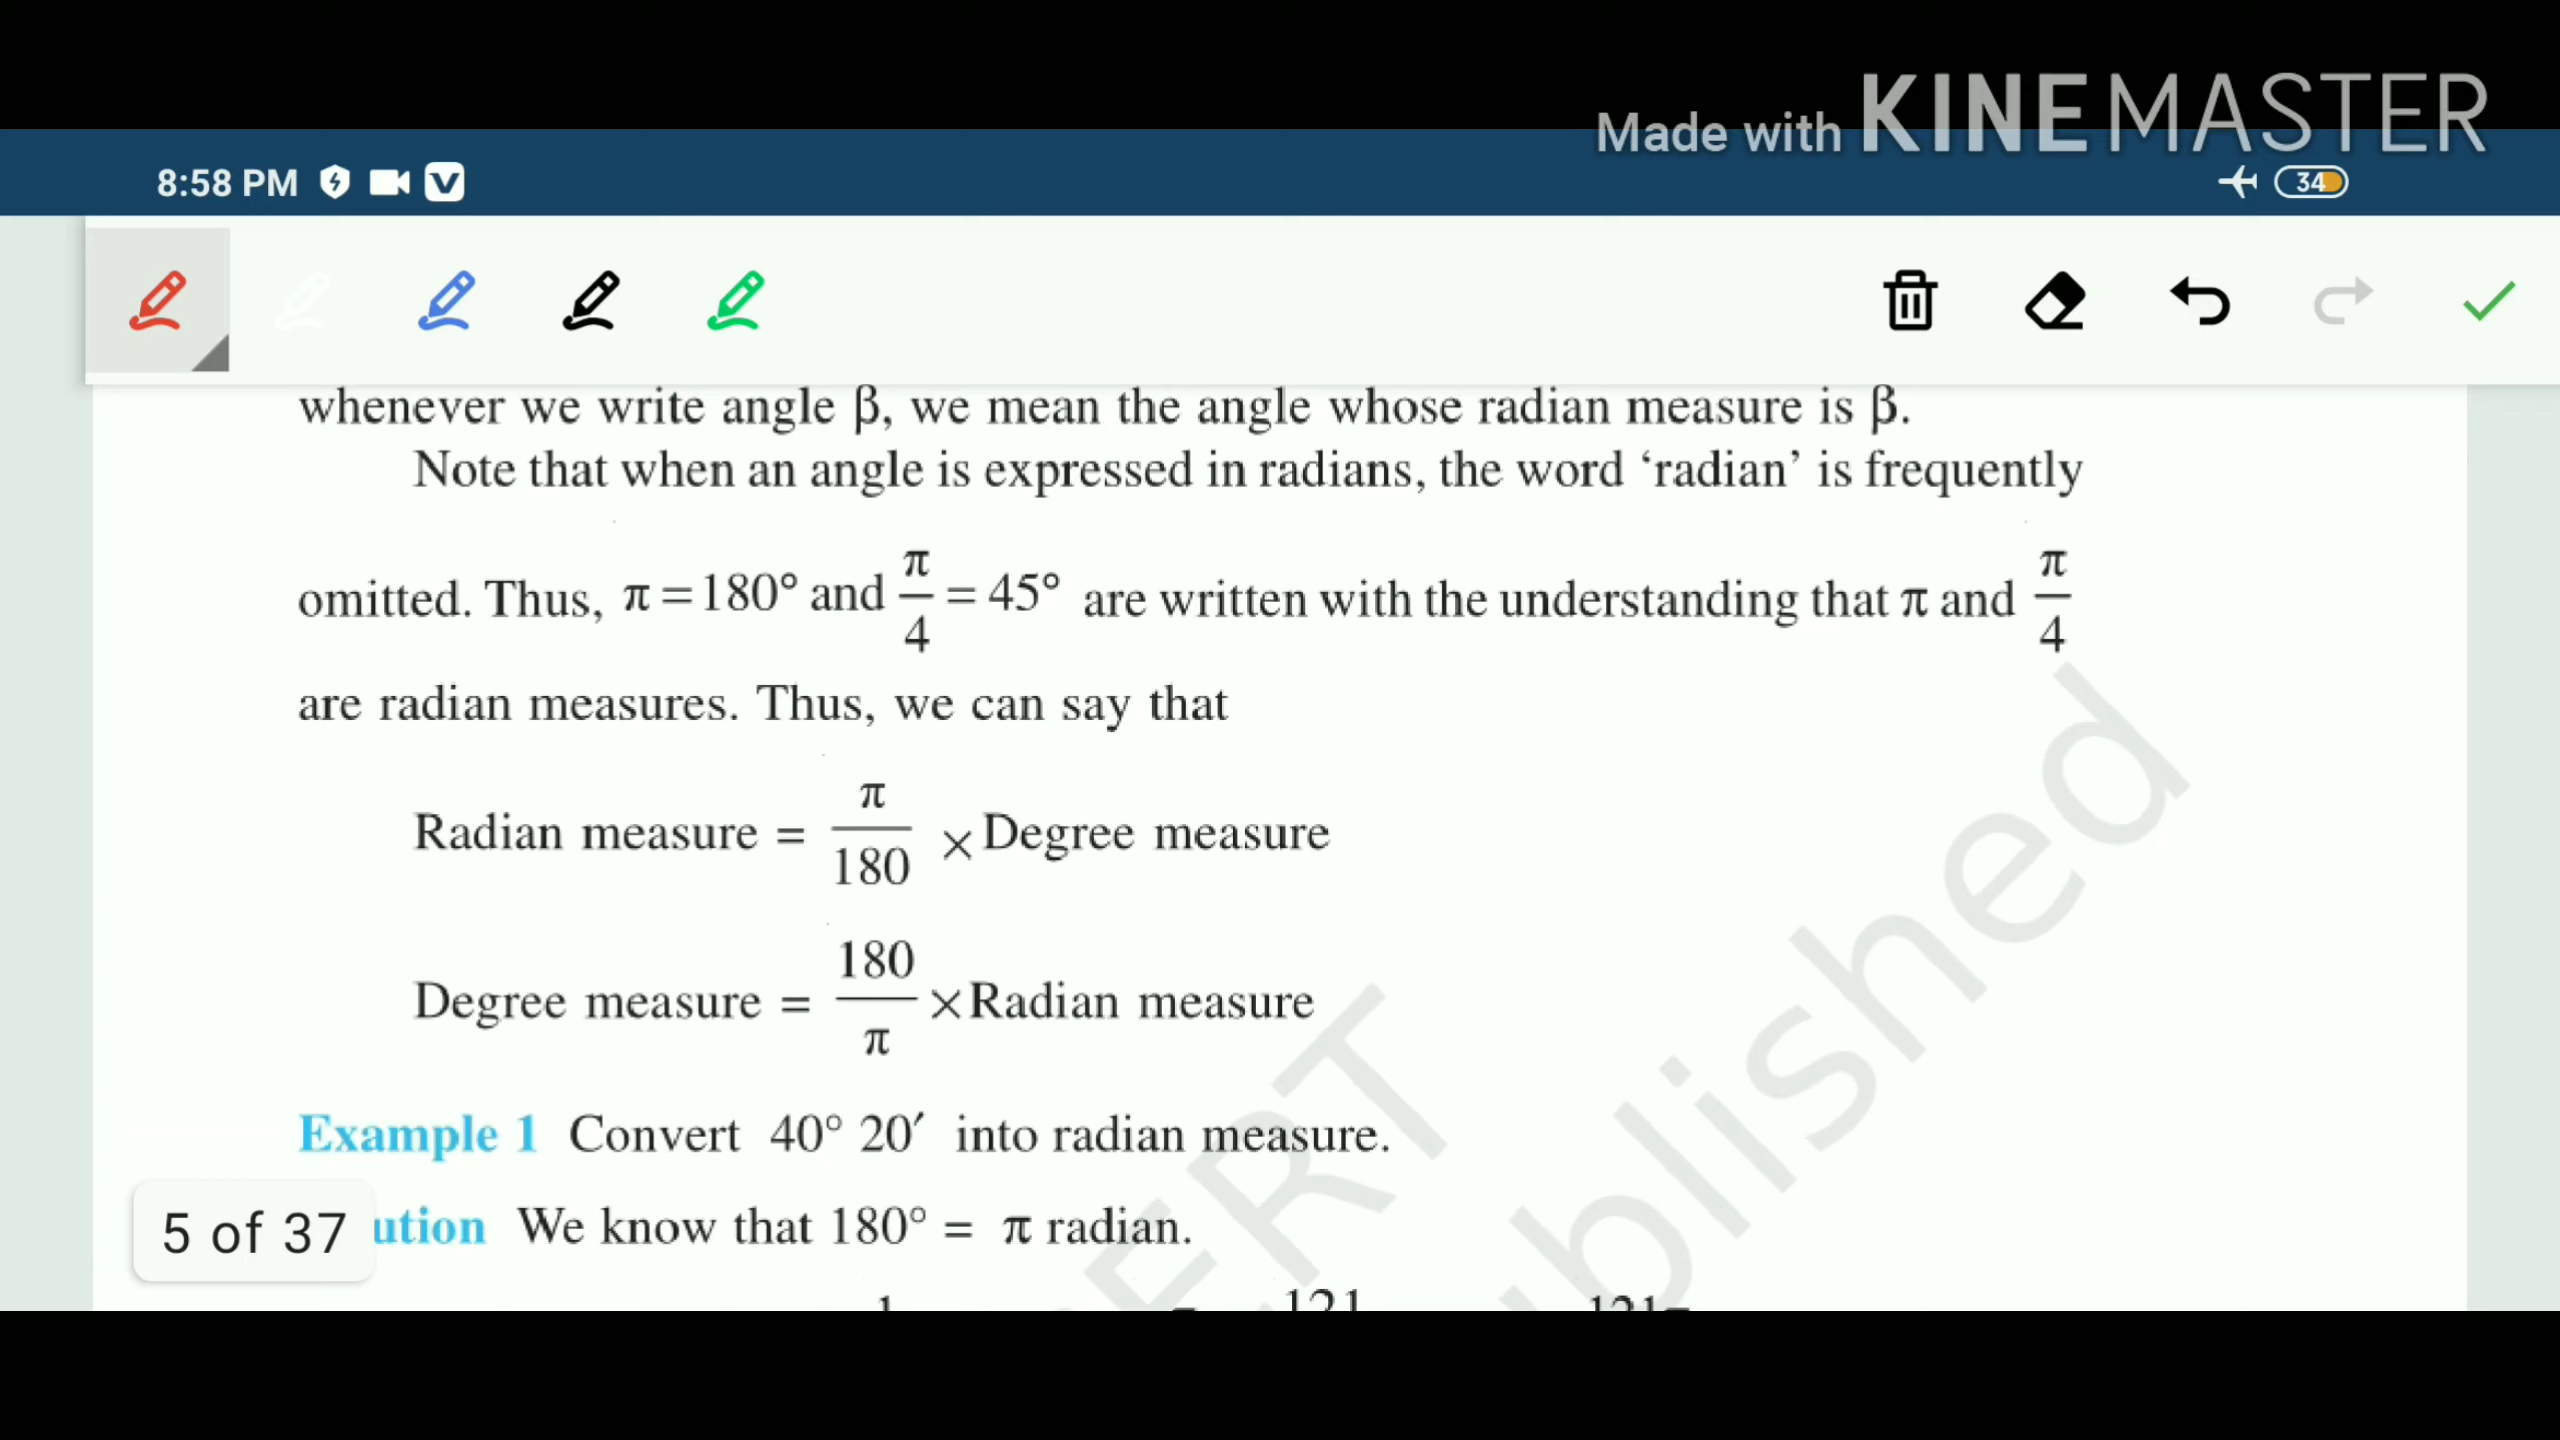 Made with KINEMASTER
8:58 PM
34
whenever we write angle β, we mean the angle whose radian measure is β.
Note that when an angle is expressed in radians, the word ‘radian’ is frequently
omitted. Thus, π = 180° and π/4 = 45° are written with the understanding that π and π/4
are radian measures. Thus, we can say that
Radian measure = π/180 × Degree measure
Degree measure = 180/π × Radian measure
Example 1 Convert 40° 20′ into radian measure.
5 of 37
ution We know that 180° = π radian.